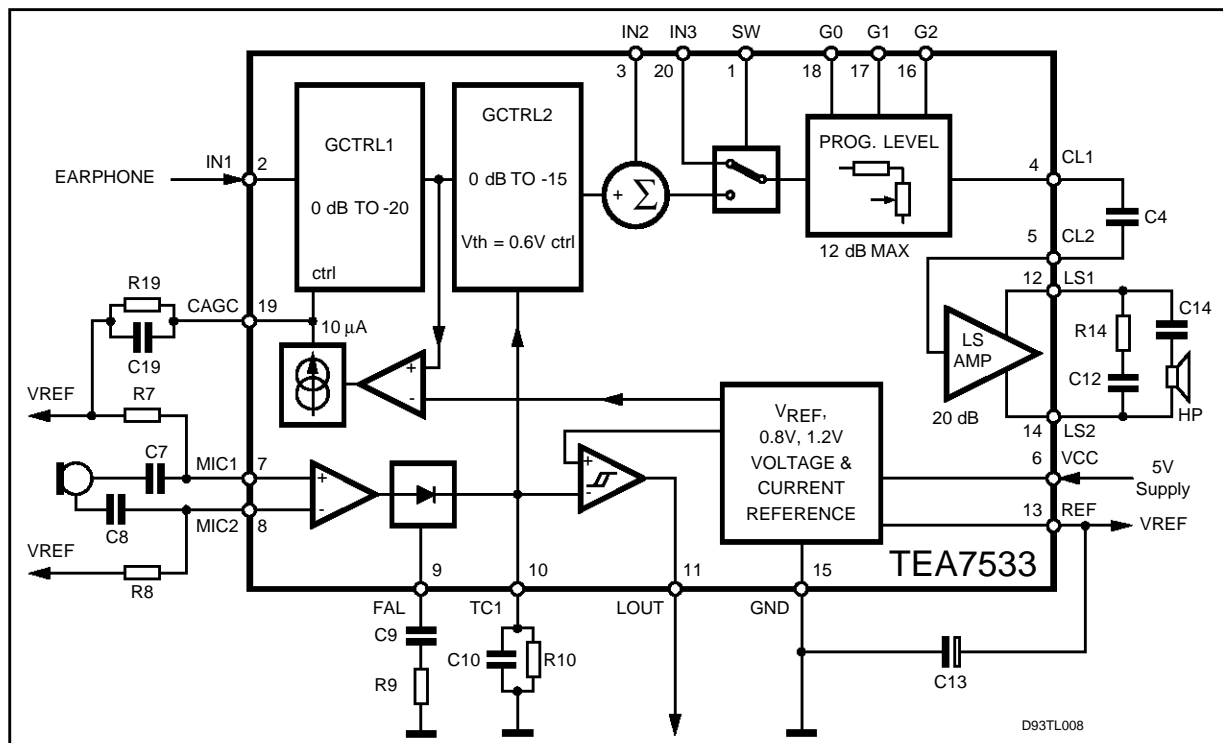 IN2 IN3 SW G0 G1 G2
3 20 1 18 17 16
GCTRL1
0 dB TO -20
ctrl
GCTRL2
0 dB TO -15
Vth = 0.6V ctrl
+ Σ
PROG. LEVEL
12 dB MAX
EARPHONE
IN1
2
4 CL1
C4
5 CL2
12 LS1
R19
CAGC
19
C19
10 µA
+
-
LS
AMP
20 dB
R14
C14
C12
HP
14 LS2
VREF
R7
C7
MIC1
7
+
-
C8
MIC2
8
VREF
R8
+
-
VREF,
0.8V, 1.2V
VOLTAGE &
CURRENT
REFERENCE
6 VCC
5V
Supply
13 REF
VREF
TEA7533
9 10 11 15
FAL TC1 LOUT GND
C9
R9
C10
R10
C13
D93TL008